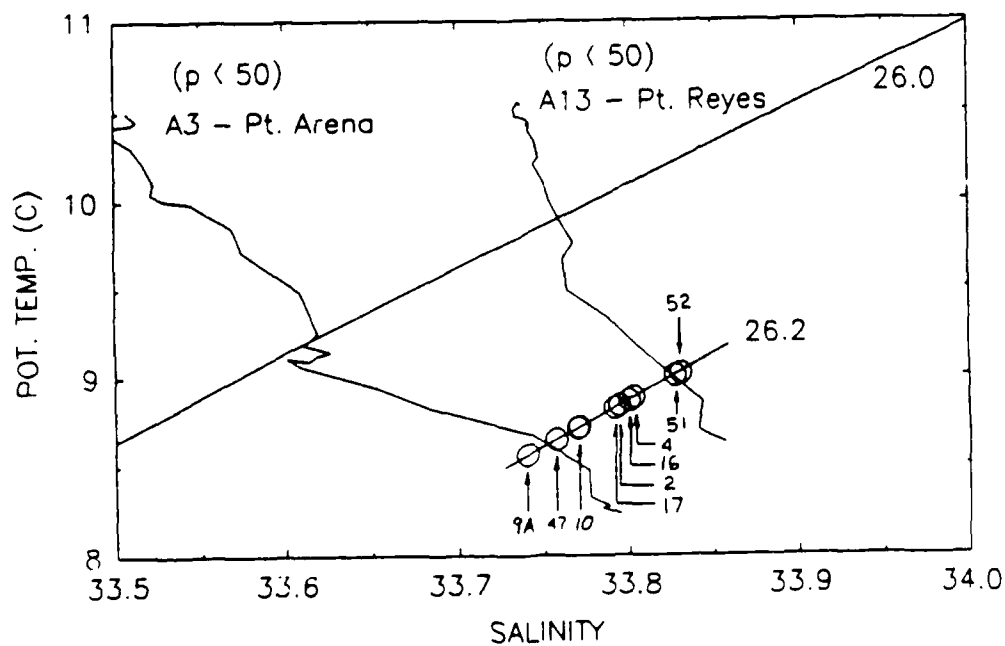 11
(p < 50)
A3 – Pt. Arena
(p < 50)
A13 – Pt. Reyes
26.0
10
POT. TEMP. (C)
52
26.2
9
51
4
16
2
17
9A
47
10
8
33.5
33.6
33.7
33.8
33.9
34.0
SALINITY